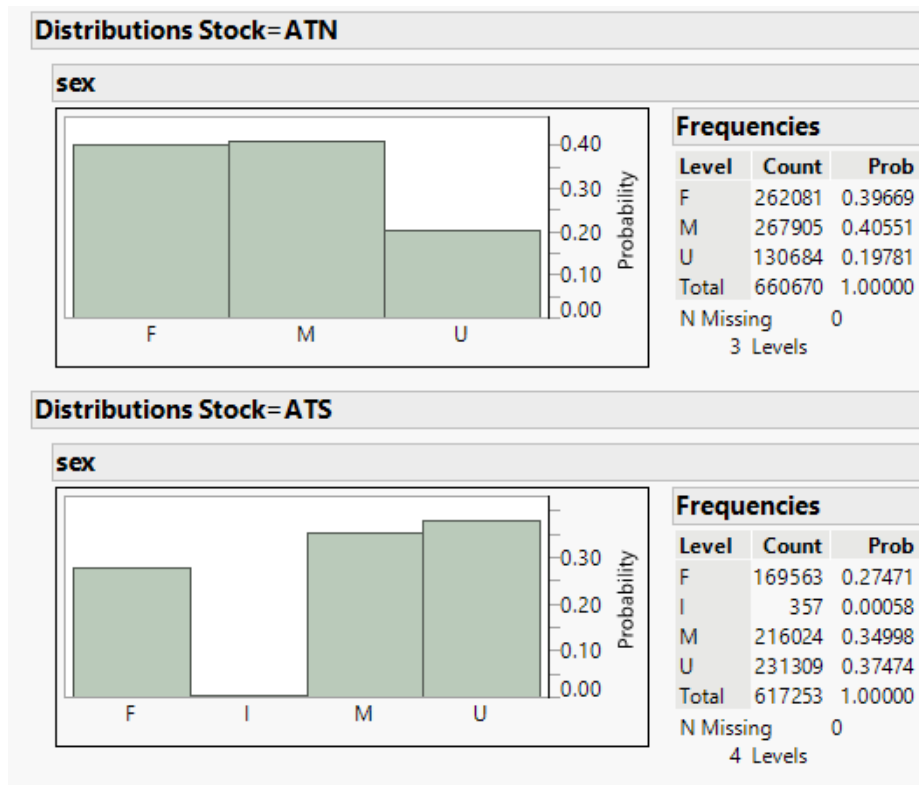 Distributions Stock=ATN
sex
0.40
0.30
0.20
0.10
0.00
Probability
F M U
Frequencies
Level Count Prob
F 262081 0.39669
M 267905 0.40551
U 130684 0.19781
Total 660670 1.00000
N Missing 0
3 Levels
Distributions Stock=ATS
sex
0.30
0.20
0.10
0.00
Probability
F I M U
Frequencies
Level Count Prob
F 169563 0.27471
I 357 0.00058
M 216024 0.34998
U 231309 0.37474
Total 617253 1.00000
N Missing 0
4 Levels